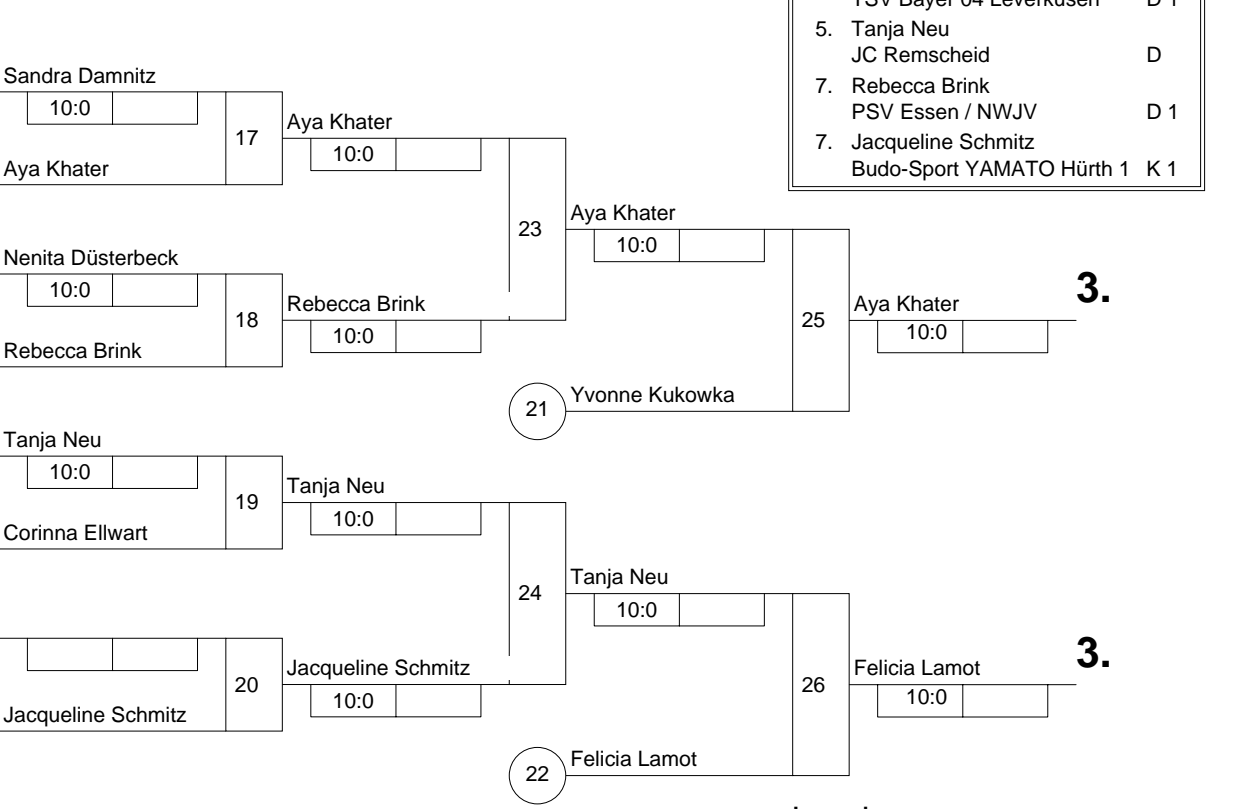 TSV Bayer 04 Leverkusen D 1
5. Tanja Neu
JC Remscheid D
7. Rebecca Brink
PSV Essen / NWJV D 1
7. Jacqueline Schmitz
Budo-Sport YAMATO Hürth 1 K 1
Sandra Damnitz
10:0
17
Aya Khater
Aya Khater
10:0
Nenita Düsterbeck
10:0
18
Rebecca Brink
Rebecca Brink
10:0
23
Aya Khater
10:0
21
Yvonne Kukowka
25
Aya Khater
10:0
3.
Tanja Neu
10:0
19
Corinna Ellwart
Tanja Neu
10:0
20
Jacqueline Schmitz
Jacqueline Schmitz
10:0
24
Tanja Neu
10:0
22
Felicia Lamot
26
Felicia Lamot
10:0
3.